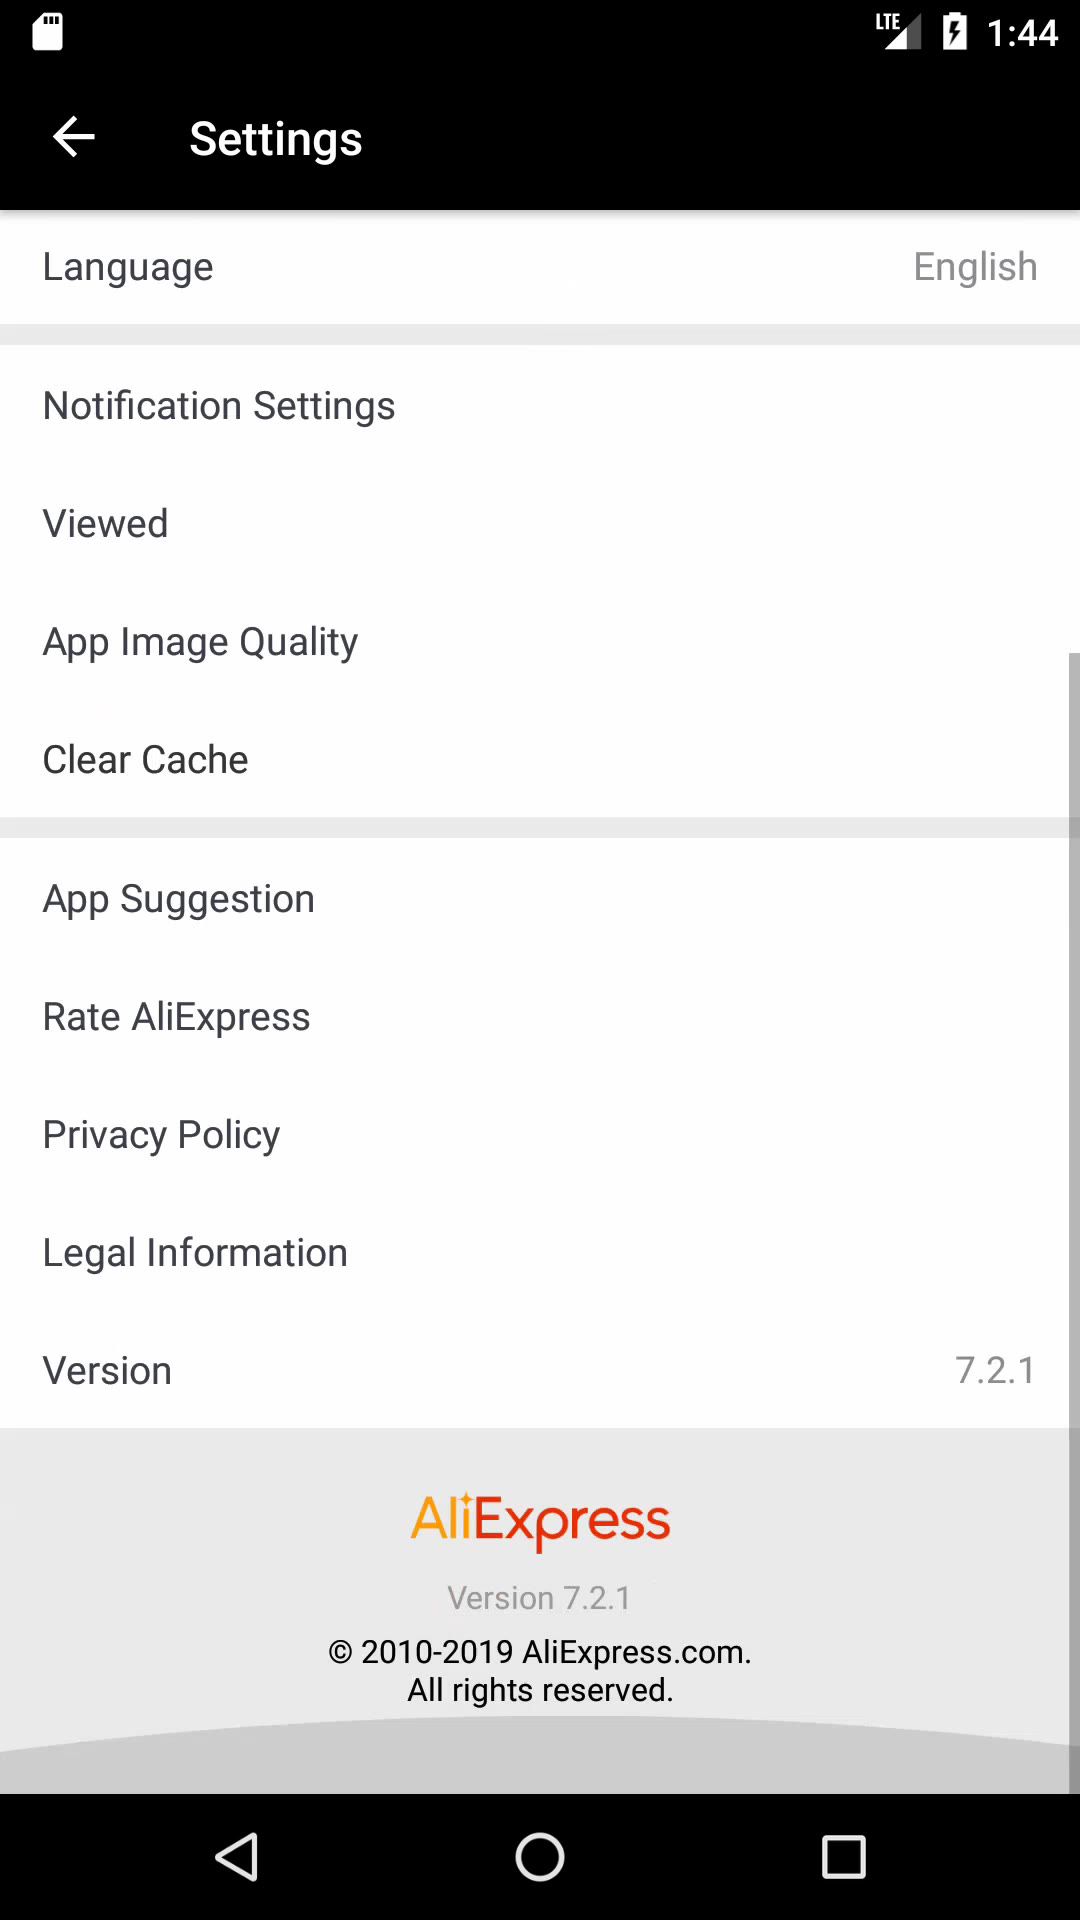 LTE 1:44
Settings
Language English
Notification Settings
Viewed
App Image Quality
Clear Cache
App Suggestion
Rate AliExpress
Privacy Policy
Legal Information
Version 7.2.1
AliExpress
Version 7.2.1
© 2010-2019 AliExpress.com.
All rights reserved.